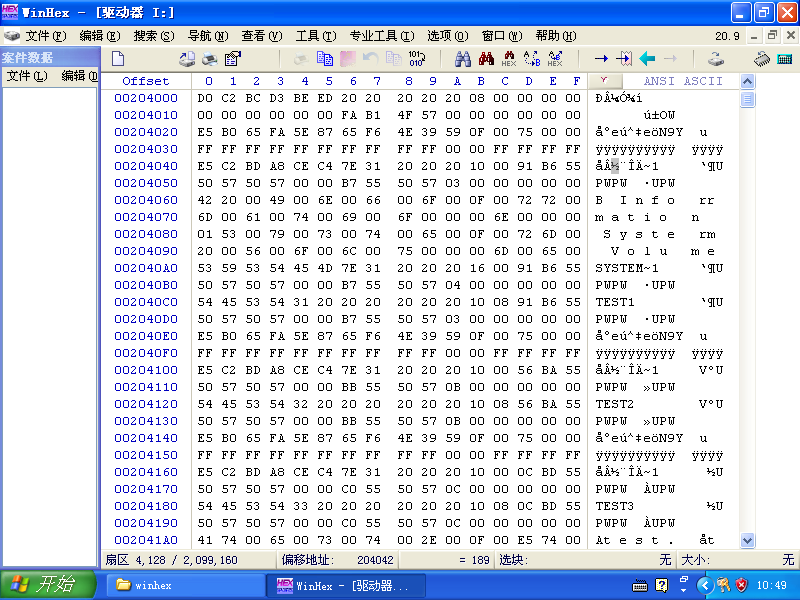 WinHex - [驱动器 I:]
文件(F) 编辑(E) 搜索(S) 导航(N) 查看(V) 工具(T) 专业工具(I) 选项(O) 窗口(W) 帮助(H) 20.9
案件数据
文件(L) 编辑(D
Offset 0 1 2 3 4 5 6 7 8 9 A B C D E F ANSI ASCII
00204000 D0 C2 BC D3 BE ED 20 20 20 20 20 08 00 00 00 00 ÐÂ¼Ó¾í
00204010 00 00 00 00 00 00 FA B1 4F 57 00 00 00 00 00 00 ú±OW
00204020 E5 B0 65 FA 5E 87 65 F6 4E 39 59 0F 00 75 00 00 å°eú^‡eöN9Y u
00204030 FF FF FF FF FF FF FF FF FF FF 00 00 FF FF FF FF ÿÿÿÿÿÿÿÿÿÿ ÿÿÿÿ
00204040 E5 C2 BD A8 CE C4 7E 31 20 20 20 10 00 91 B6 55 åÂ½¨ÎÄ~1 ‘¶U
00204050 50 57 50 57 00 00 B7 55 50 57 03 00 00 00 00 00 PWPW ·UPW
00204060 42 20 00 49 00 6E 00 66 00 6F 00 0F 00 72 72 00 B I n f o rr
00204070 6D 00 61 00 74 00 69 00 6F 00 00 00 6E 00 00 00 m a t i o n
00204080 01 53 00 79 00 73 00 74 00 65 00 0F 00 72 6D 00 S y s t e rm
00204090 20 00 56 00 6F 00 6C 00 75 00 00 00 6D 00 65 00 V o l u m e
002040A0 53 59 53 54 45 4D 7E 31 20 20 20 16 00 91 B6 55 SYSTEM~1 ‘¶U
002040B0 50 57 50 57 00 00 B7 55 50 57 04 00 00 00 00 00 PWPW ·UPW
002040C0 54 45 53 54 31 20 20 20 20 20 20 10 08 91 B6 55 TEST1 ‘¶U
002040D0 50 57 50 57 00 00 B7 55 50 57 03 00 00 00 00 00 PWPW ·UPW
002040E0 E5 B0 65 FA 5E 87 65 F6 4E 39 59 0F 00 75 00 00 å°eú^‡eöN9Y u
002040F0 FF FF FF FF FF FF FF FF FF FF 00 00 FF FF FF FF ÿÿÿÿÿÿÿÿÿÿ ÿÿÿÿ
00204100 E5 C2 BD A8 CE C4 7E 31 20 20 20 10 00 56 BA 55 åÂ½¨ÎÄ~1 VºU
00204110 50 57 50 57 00 00 BB 55 50 57 0B 00 00 00 00 00 PWPW »UPW
00204120 54 45 53 54 32 20 20 20 20 20 20 10 08 56 BA 55 TEST2 VºU
00204130 50 57 50 57 00 00 BB 55 50 57 0B 00 00 00 00 00 PWPW »UPW
00204140 E5 B0 65 FA 5E 87 65 F6 4E 39 59 0F 00 75 00 00 å°eú^‡eöN9Y u
00204150 FF FF FF FF FF FF FF FF FF FF 00 00 FF FF FF FF ÿÿÿÿÿÿÿÿÿÿ ÿÿÿÿ
00204160 E5 C2 BD A8 CE C4 7E 31 20 20 20 10 00 0C BD 55 åÂ½¨ÎÄ~1 ½U
00204170 50 57 50 57 00 00 C0 55 50 57 0C 00 00 00 00 00 PWPW ÀUPW
00204180 54 45 53 54 33 20 20 20 20 20 20 10 08 0C BD 55 TEST3 ½U
00204190 50 57 50 57 00 00 C0 55 50 57 0C 00 00 00 00 00 PWPW ÀUPW
002041A0 41 74 00 65 00 73 00 74 00 2E 00 0F 00 E5 74 00 At e s t . åt
扇区 4,128 / 2,099,160 偏移地址: 204042 = 189 选块: 无 大小: 无
开始 winhex WinHex - [驱动器... 10:49